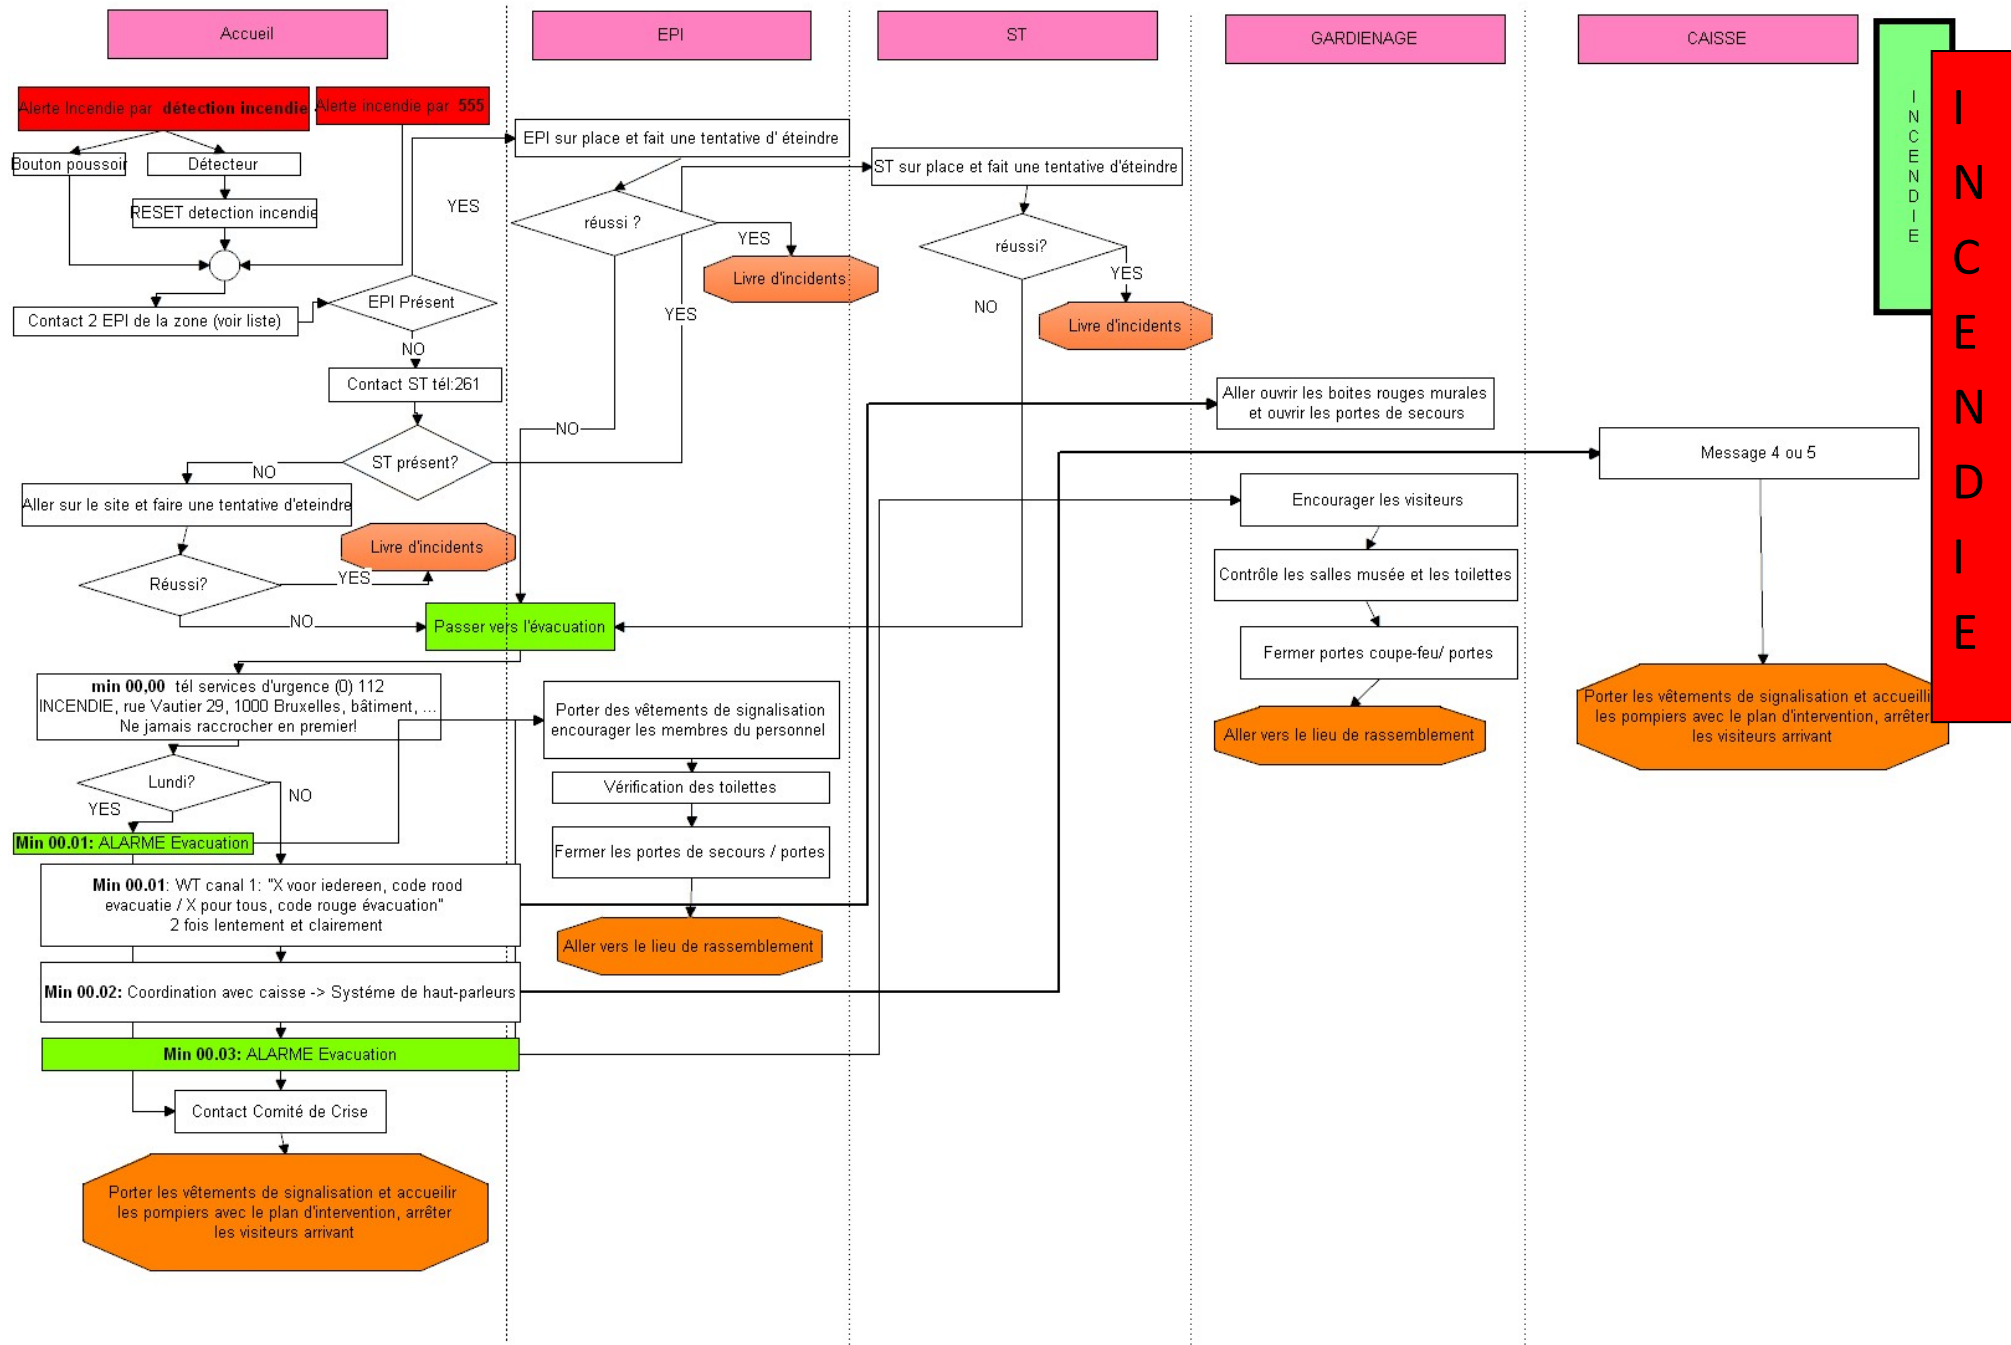 Accueil
EPI
ST
GARDIENAGE
CAISSE
INCENDIE
INCENDIE
Alerte Incendie par détection incendie
Alerte incendie par 555
Bouton poussoir
Détecteur
RESET detection incendie
Contact 2 EPI de la zone (voir liste)
EPI Présent
YES
NO
Contact ST tél:261
ST présent?
NO
YES
Aller sur le site et faire une tentative d'eteindre
Réussi?
YES
Livre d'incidents
NO
Passer vers l'évacuation
EPI sur place et fait une tentative d' éteindre
réussi ?
YES
Livre d'incidents
NO
ST sur place et fait une tentative d'éteindre
réussi?
YES
Livre d'incidents
NO
min 00,00 tél services d'urgence (0) 112
INCENDIE, rue Vautier 29, 1000 Bruxelles, bâtiment, ...
Ne jamais raccrocher en premier!
Lundi?
YES
NO
Min 00.01: ALARME Evacuation
Min 00.01: WT canal 1: "X voor iedereen, code rood
evacuatie / X pour tous, code rouge évacuation"
2 fois lentement et clairement
Min 00.02: Coordination avec caisse -> Systéme de haut-parleurs
Min 00.03: ALARME Evacuation
Contact Comité de Crise
Porter les vêtements de signalisation et accueilir
les pompiers avec le plan d'intervention, arrêter
les visiteurs arrivant
Porter des vêtements de signalisation
encourager les membres du personnel
Vérification des toilettes
Fermer les portes de secours / portes
Aller vers le lieu de rassemblement
Aller ouvrir les boites rouges murales
et ouvrir les portes de secours
Encourager les visiteurs
Contrôle les salles musée et les toilettes
Fermer portes coupe-feu/ portes
Aller vers le lieu de rassemblement
Message 4 ou 5
Porter les vêtements de signalisation et accueilli
les pompiers avec le plan d'intervention, arrêter
les visiteurs arrivant